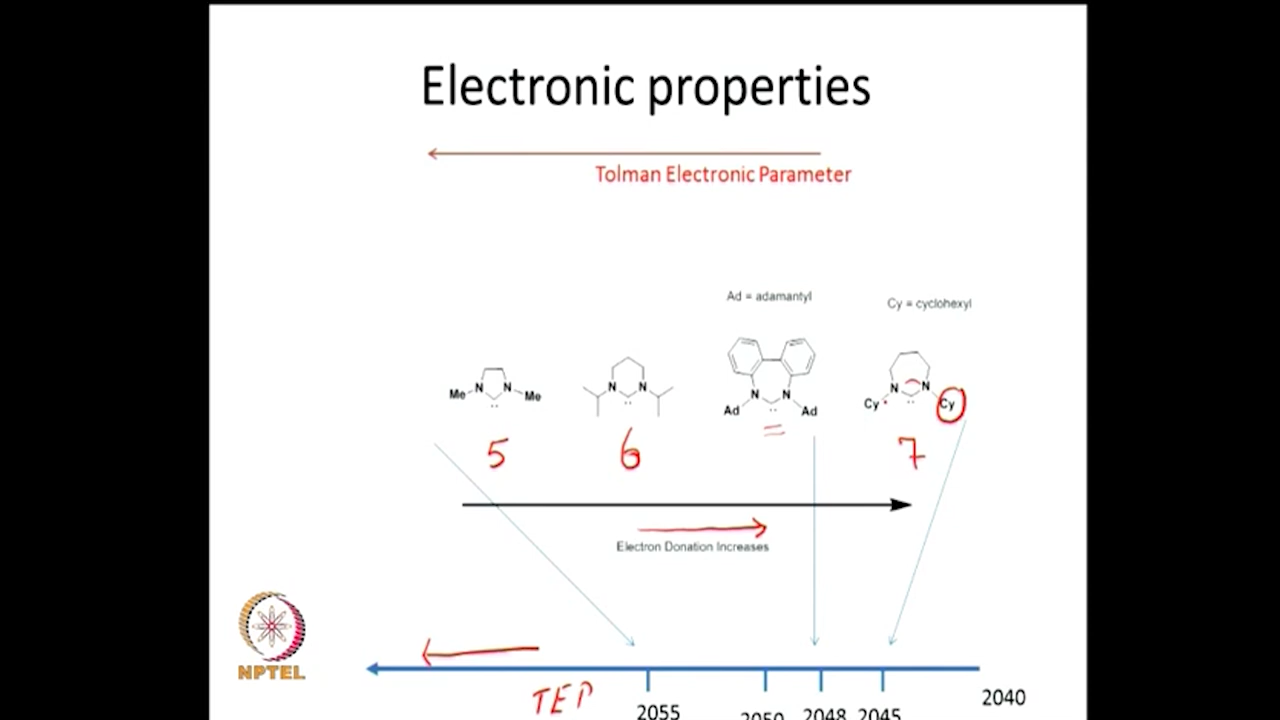 Electronic properties
Tolman Electronic Parameter
Ad = adamantyl
Cy = cyclohexyl
Me N N Me
N N
N N
Ad Ad
N N
Cy Cy
5 6 = 7
Electron Donation Increases
NPTEL
TEP
2055 2050 2048 2045 2040